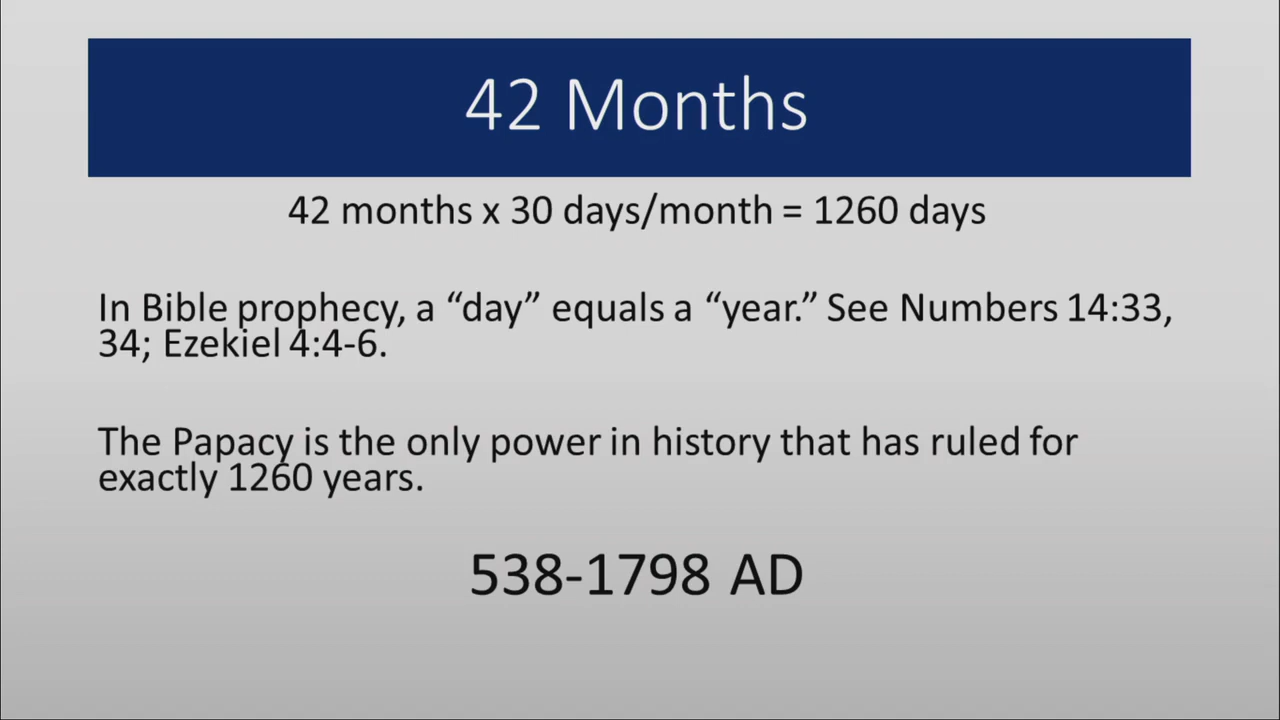 42 Months
42 months x 30 days/month = 1260 days
In Bible prophecy, a “day” equals a “year.” See Numbers 14:33,
34; Ezekiel 4:4-6.
The Papacy is the only power in history that has ruled for
exactly 1260 years.
538-1798 AD